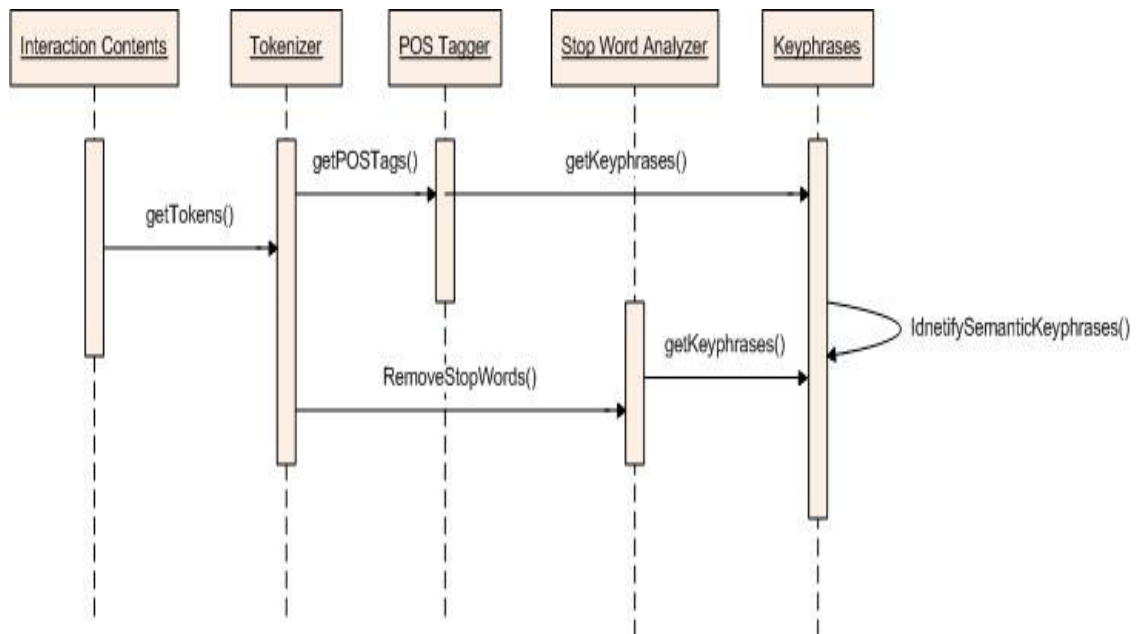 Interaction Contents
Tokenizer
POS Tagger
Stop Word Analyzer
Keyphrases
getPOSTags()
getKeyphrases()
getTokens()
IdnetifySemanticKeyphrases()
getKeyphrases()
RemoveStopWords()